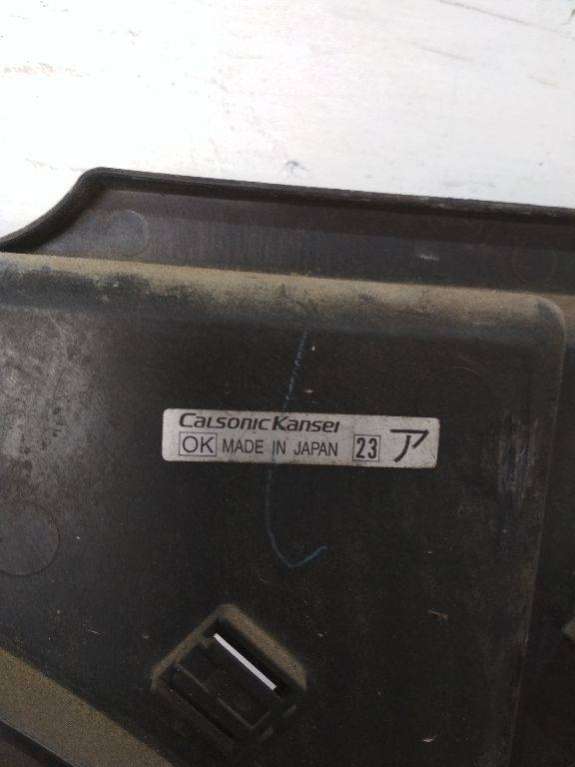 CalsonicKansei
OK MADE IN JAPAN 23 ア